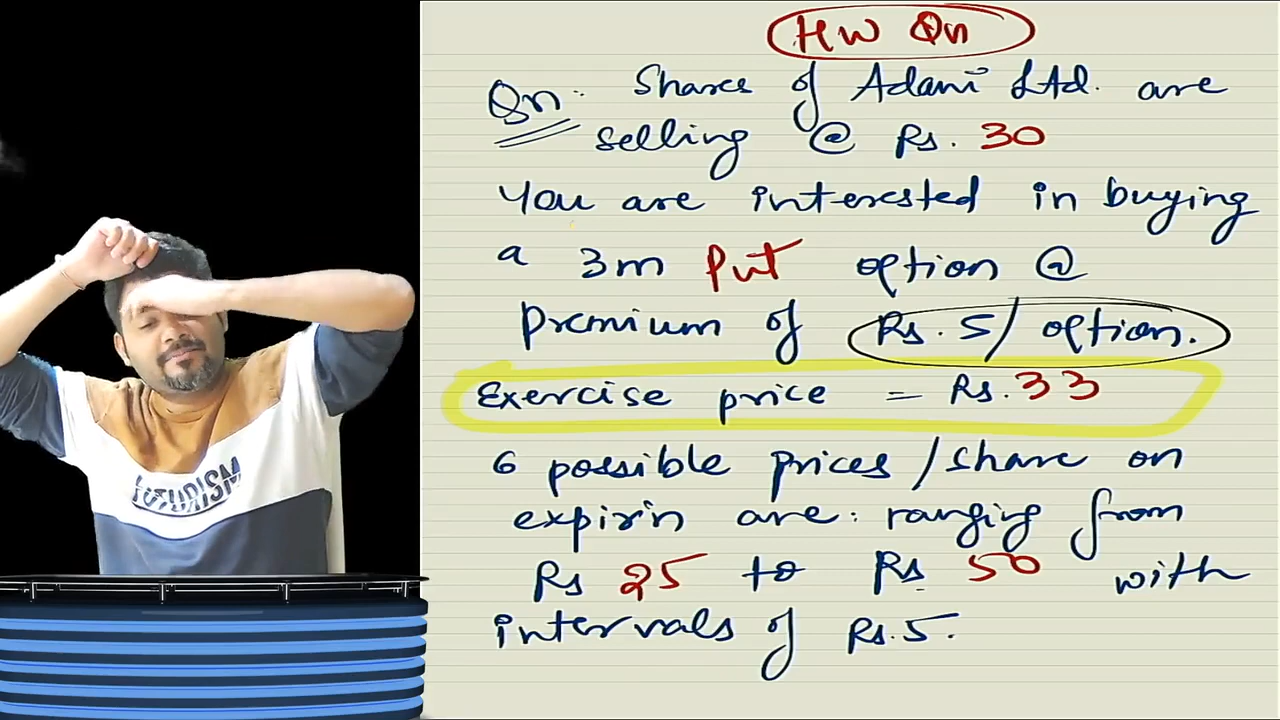 HW Qn
Qn: Shares of Adani Ltd. are
selling @ Rs. 30
You are interested in buying
a 3m Put option @
premium of Rs. 5/ option.
Exercise price = Rs. 33
6 possible prices / share on
expirin are: ranging from
Rs 25 to Rs 50 with
intervals of Rs. 5.
FUTURISM